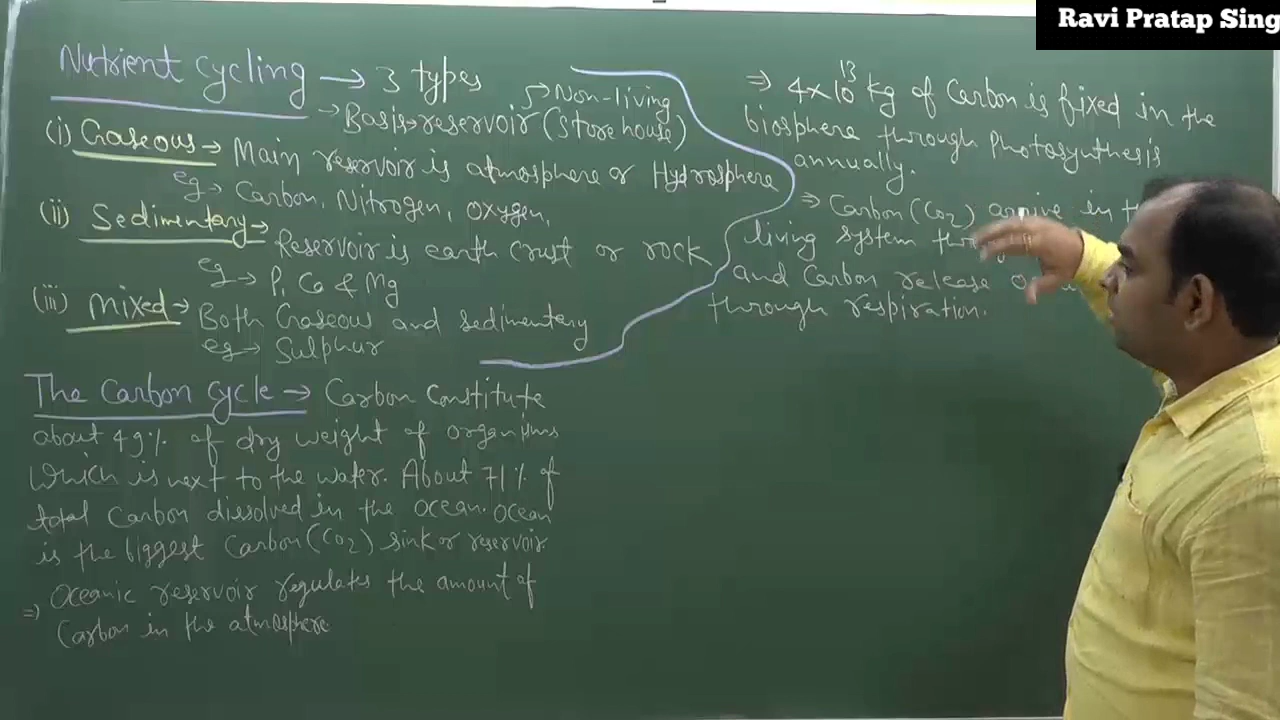 Ravi Pratap Sing
Nutrient cycling → 3 types
→ Basis → reservoir (Store house)
Non-living
(i) Gaseous → Main reservoir is atmosphere or Hydrosphere
eg → Carbon, Nitrogen, Oxygen,
(ii) Sedimentary → Reservoir is earth crust or rock
eg → P, Ca & Mg
(iii) Mixed → Both Gaseous and sedimentary
eg → Sulphur
The Carbon cycle → Carbon Constitute
about 49% of dry weight of organisms
Which is next to the water. About 71% of
total Carbon dissolved in the ocean. Ocean
is the biggest Carbon (CO2) sink or reservoir.
⇒ Oceanic reservoir regulates the amount of
Carbon in the atmosphere.
⇒ 4×10¹³ kg of Carbon is fixed in the
biosphere through Photosynthesis
annually.
⇒ Carbon (CO2) arrive in
living system
and Carbon release
through respiration.